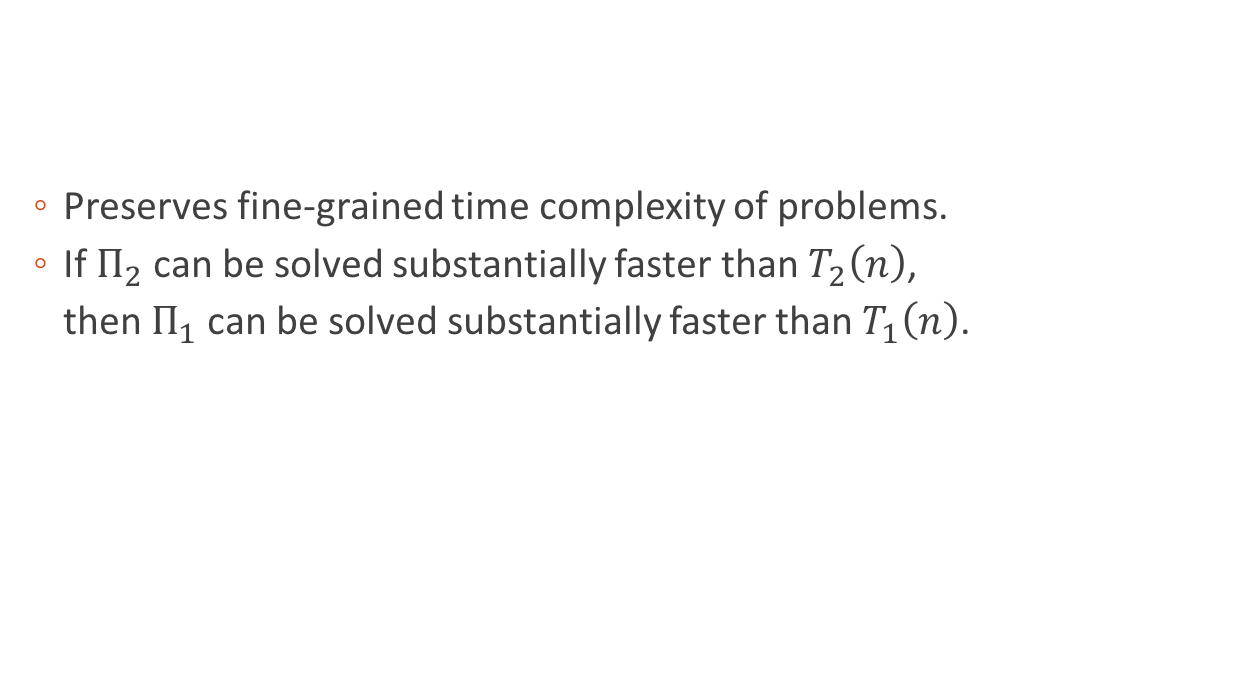 ◦ Preserves fine-grained time complexity of problems.
◦ If Π₂ can be solved substantially faster than T₂(n),
then Π₁ can be solved substantially faster than T₁(n).